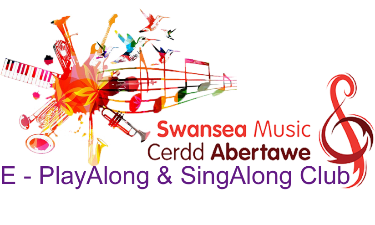 Swansea Music
Cerdd Abertawe
E - PlayAlong & SingAlong Club